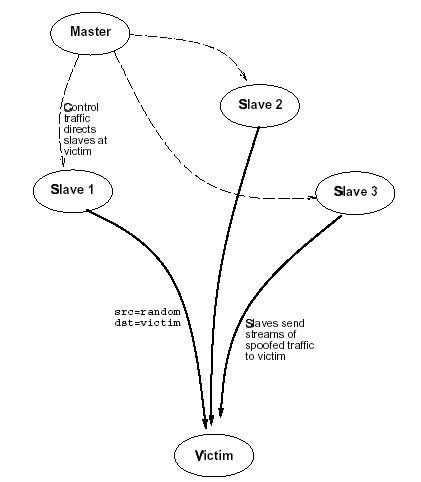 Master
Slave 2
Control
traffic
directs
slaves at
victim
Slave 1
Slave 3
src=random
dst=victim
Slaves send
streams of
spoofed traffic
to victim
Victim